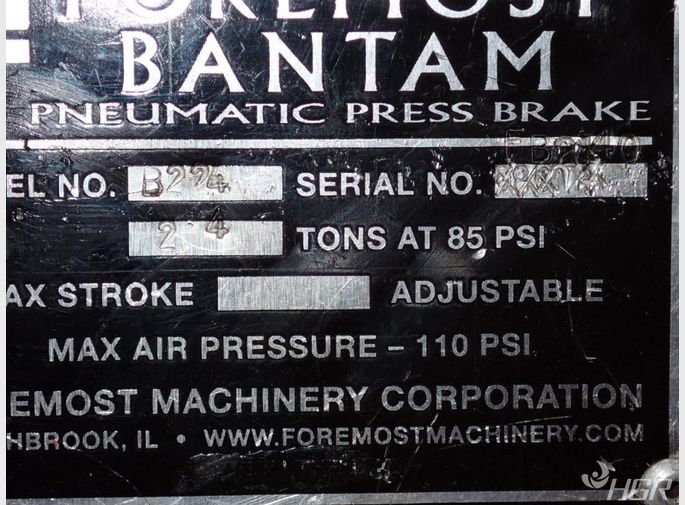 FOREMOST
BANTAM
PNEUMATIC PRESS BRAKE
EL NO. B224 SERIAL NO.
24 TONS AT 85 PSI
AX STROKE ADJUSTABLE
MAX AIR PRESSURE – 110 PSI
EMOST MACHINERY CORPORATION
HBROOK, IL • WWW.FOREMOSTMACHINERY.COM
HGR